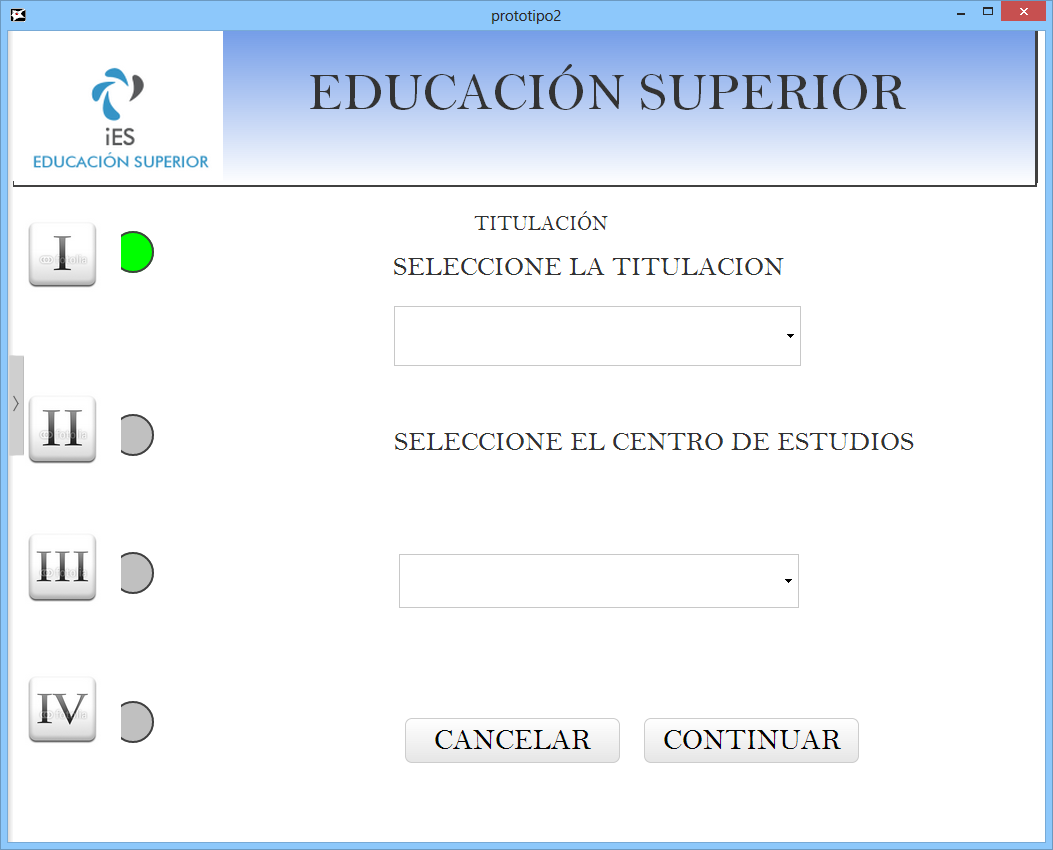 prototipo2
EDUCACIÓN SUPERIOR
iES
EDUCACIÓN SUPERIOR
TITULACIÓN
I
SELECCIONE LA TITULACION
II
SELECCIONE EL CENTRO DE ESTUDIOS
III
IV
CANCELAR
CONTINUAR